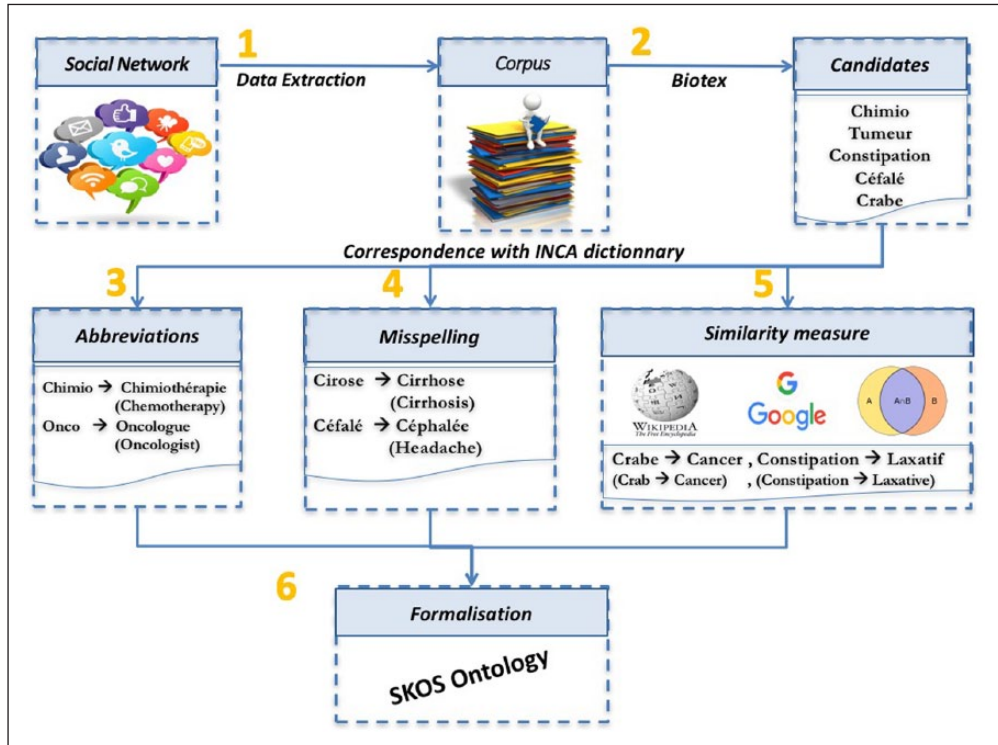 1
2
Social Network
Data Extraction
Corpus
Biotex
Candidates
Chimio
Tumeur
Constipation
Céfalé
Crabe
Correspondence with INCA dictionnary
3
4
5
Abbreviations
Chimio → Chimiothérapie
(Chemotherapy)
Onco → Oncologue
(Oncologist)
Misspelling
Cirose → Cirrhose
(Cirrhosis)
Céfalé → Céphalée
(Headache)
Similarity measure
WIKIPEDIA
The Free Encyclopedia
G
Google
A
A∩B
B
Crabe → Cancer , Constipation → Laxatif
(Crab → Cancer) , (Constipation → Laxative)
6
Formalisation
SKOS Ontology